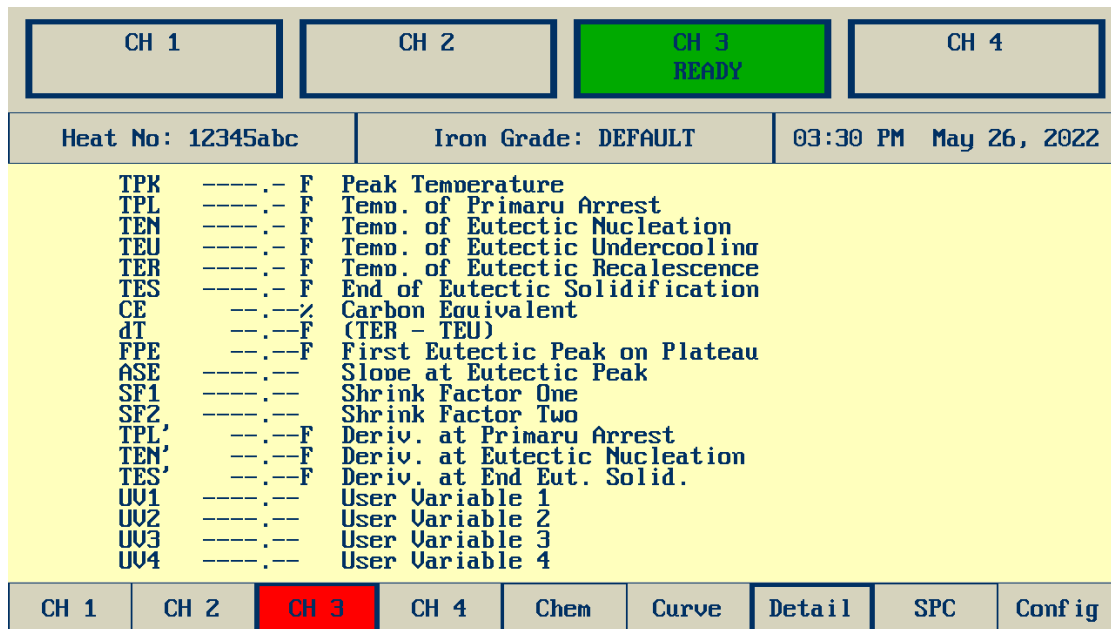 CH 1 CH 2 CH 3 CH 4
READY
Heat No: 12345abc Iron Grade: DEFAULT 03:30 PM May 26, 2022
TPK ----.- F Peak Temperature
TPL ----.- F Temp. of Primary Arrest
TEN ----.- F Temp. of Eutectic Nucleation
TEU ----.- F Temp. of Eutectic Undercooling
TER ----.- F Temp. of Eutectic Recalescence
TES ----.- F End of Eutectic Solidification
CE --.--% Carbon Equivalent
dT --.--F (TER - TEU)
FPE --.--F First Eutectic Peak on Plateau
ASE ----.-- Slope at Eutectic Peak
SF1 ----.-- Shrink Factor One
SF2 ----.-- Shrink Factor Two
TPL' --.--F Deriv. at Primary Arrest
TEN' --.--F Deriv. at Eutectic Nucleation
TES' --.--F Deriv. at End Eut. Solid.
UV1 ----.-- User Variable 1
UV2 ----.-- User Variable 2
UV3 ----.-- User Variable 3
UV4 ----.-- User Variable 4
CH 1 CH 2 CH 3 CH 4 Chem Curve Detail SPC Config